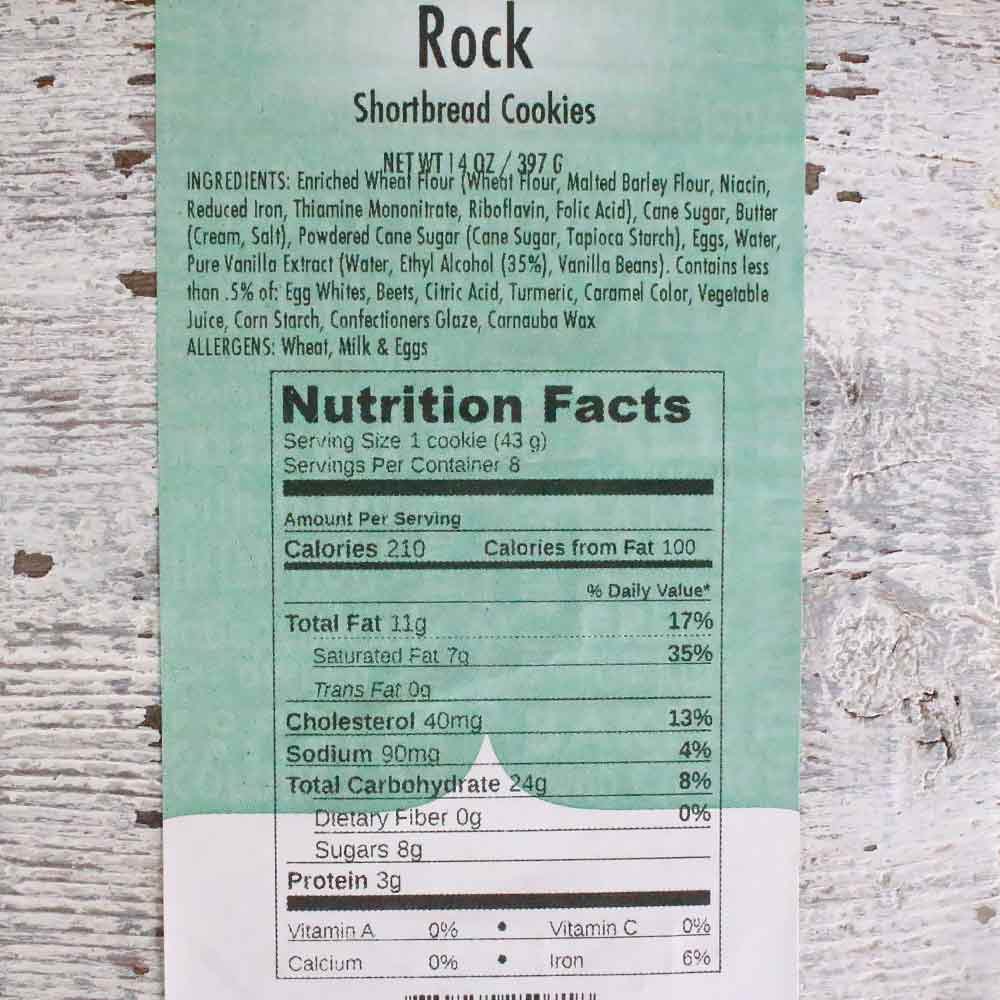 Rock
Shortbread Cookies
NET WT 14 OZ / 397 G
INGREDIENTS: Enriched Wheat Flour (Wheat Flour, Malted Barley Flour, Niacin,
Reduced Iron, Thiamine Mononitrate, Riboflavin, Folic Acid), Cane Sugar, Butter
(Cream, Salt), Powdered Cane Sugar (Cane Sugar, Tapioca Starch), Eggs, Water,
Pure Vanilla Extract (Water, Ethyl Alcohol (35%), Vanilla Beans). Contains less
than .5% of: Egg Whites, Beets, Citric Acid, Turmeric, Caramel Color, Vegetable
Juice, Corn Starch, Confectioners Glaze, Carnauba Wax
ALLERGENS: Wheat, Milk & Eggs
Nutrition Facts
Serving Size 1 cookie (43 g)
Servings Per Container 8
Amount Per Serving
Calories 210 Calories from Fat 100
% Daily Value*
Total Fat 11g 17%
Saturated Fat 7g 35%
Trans Fat 0g
Cholesterol 40mg 13%
Sodium 90mg 4%
Total Carbohydrate 24g 8%
Dietary Fiber 0g 0%
Sugars 8g
Protein 3g
Vitamin A 0% • Vitamin C 0%
Calcium 0% • Iron 6%